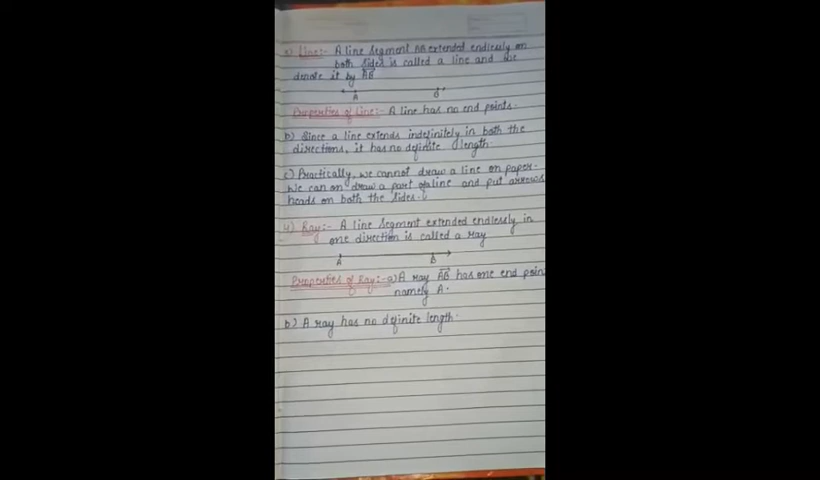 3) Line:- A line segment AB extended endlessly on
both sides is called a line and we
denote it by AB
A B
Properties of line:- A line has no end points.
b) Since a line extends indefinitely in both the
directions, it has no definite length.
c) Practically, we cannot draw a line on paper.
We can on draw a part of a line and put arrows
heads on both the sides.
4) Ray:- A line segment extended endlessly in
one direction is called a ray
A B
Properties of Ray:- a) A ray AB has one end poin
namely A.
b) A ray has no definite length.